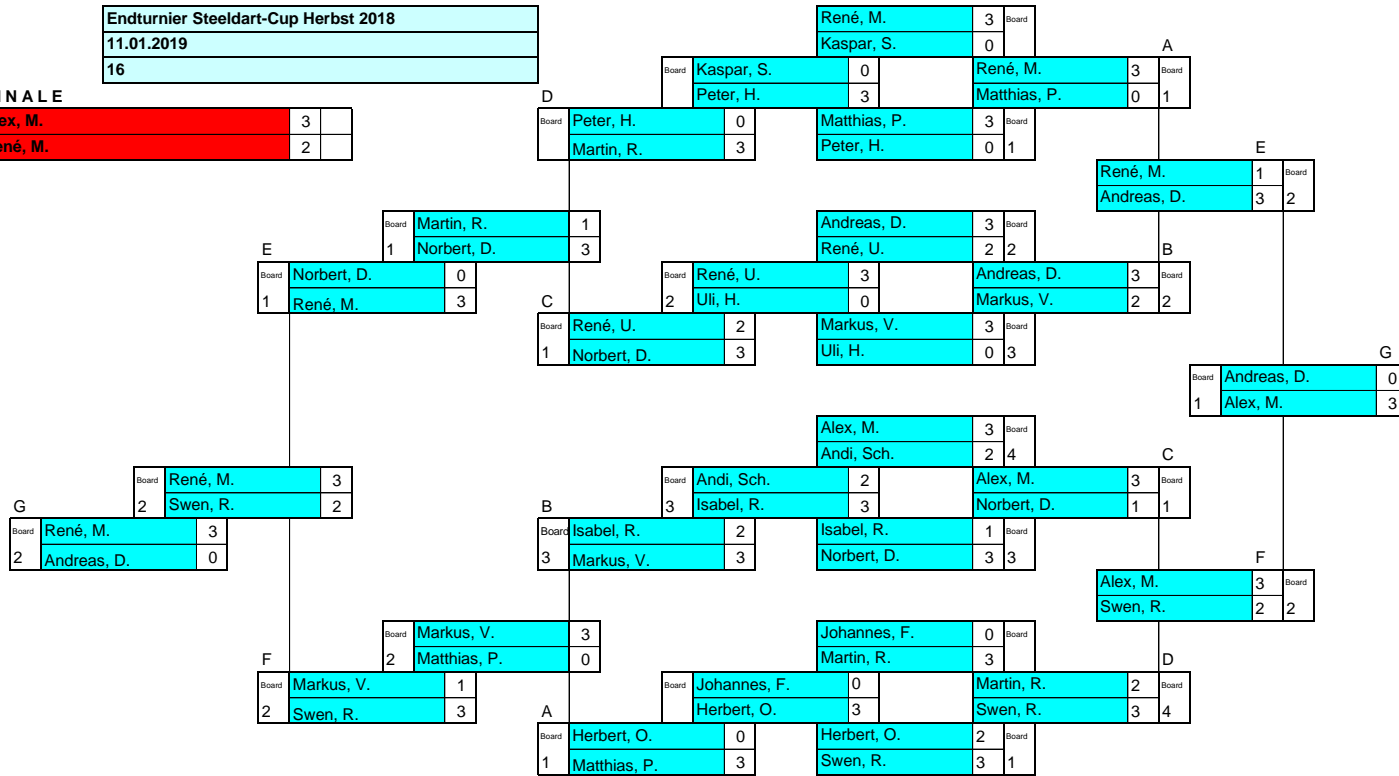 Endturnier Steeldart-Cup Herbst 2018
11.01.2019
16
NALE
ex, M. 3
né, M. 2
René, M. 3 Board
Kaspar, S. 0
A
Board Kaspar, S. 0
Peter, H. 3
René, M. 3 Board
Matthias, P. 0 1
D
Board Peter, H. 0
Martin, R. 3
Matthias, P. 3 Board
Peter, H. 0 1
E
René, M. 1 Board
Andreas, D. 3 2
Board Martin, R. 1
1 Norbert, D. 3
Andreas, D. 3 Board
René, U. 2 2
E
Board Norbert, D. 0
1 René, M. 3
Board René, U. 3
2 Uli, H. 0
B
Andreas, D. 3 Board
Markus, V. 2 2
C
Board René, U. 2
1 Norbert, D. 3
Markus, V. 3 Board
Uli, H. 0 3
G
Board Andreas, D. 0
1 Alex, M. 3
Alex, M. 3 Board
Andi, Sch. 2 4
Board René, M. 3
2 Swen, R. 2
Board Andi, Sch. 2
3 Isabel, R. 3
C
Alex, M. 3 Board
Norbert, D. 1 1
G
Board René, M. 3
2 Andreas, D. 0
B
Board Isabel, R. 2
3 Markus, V. 3
Isabel, R. 1 Board
Norbert, D. 3 3
F
Alex, M. 3 Board
Swen, R. 2 2
Board Markus, V. 3
2 Matthias, P. 0
Johannes, F. 0 Board
Martin, R. 3
F
Board Markus, V. 1
2 Swen, R. 3
Board Johannes, F. 0
Herbert, O. 3
D
Martin, R. 2 Board
Swen, R. 3 4
A
Board Herbert, O. 0
1 Matthias, P. 3
Herbert, O. 2 Board
Swen, R. 3 1